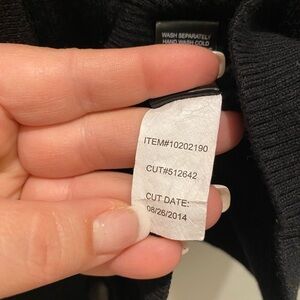 WASH SEPARATELY
HAND WASH COLD
ITEM#10202190
CUT#512642
CUT DATE:
08/26/2014